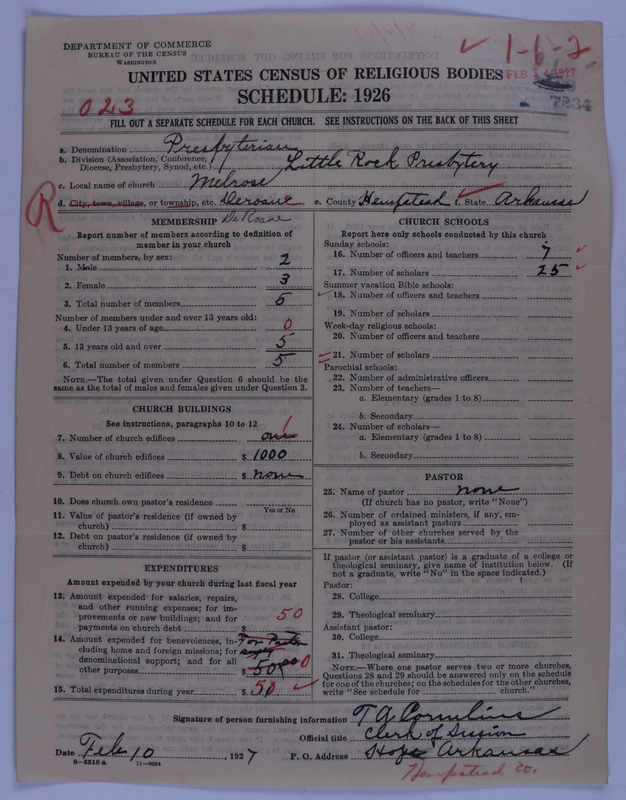 DEPARTMENT OF COMMERCE
BUREAU OF THE CENSUS
WASHINGTON
1-6-2
UNITED STATES CENSUS OF RELIGIOUS BODIES
FEB 14 1927
SCHEDULE: 1926
7234
023
FILL OUT A SEPARATE SCHEDULE FOR EACH CHURCH. SEE INSTRUCTIONS ON THE BACK OF THIS SHEET
a. Denomination Presbyterian
b. Division (Association, Conference, Diocese, Presbytery, Synod, etc.) Little Rock Presbytery
c. Local name of church Melrose
R
d. City, town, village, or township, etc. Deroane e. County Hempstead f. State Arkansas
De Roane
MEMBERSHIP
Report number of members according to definition of
member in your church
Number of members, by sex:
1. Male 2
2. Female 3
3. Total number of members 5
Number of members under and over 13 years old:
4. Under 13 years of age 0
5. 13 years old and over 5
6. Total number of members 5
NOTE.—The total given under Question 6 should be
same as the total of males and females given under Question 3.
CHURCH BUILDINGS
See instructions, paragraphs 10 to 12
7. Number of church edifices one 1
8. Value of church edifices $ 1000
9. Debt on church edifices $ none
10. Does church own pastor's residence
Yes or No
11. Value of pastor's residence (if owned by
church) $
12. Debt on pastor's residence (if owned by
church) $
EXPENDITURES
Amount expended by your church during last fiscal year
13. Amount expended for salaries, repairs,
and other running expenses; for im-
provements or new buildings; and for
payments on church debt $ 50
14. Amount expended for benevolences, in- For Pastor
cluding home and foreign missions; for
denominational support; and for all
other purposes $ 50.00 0
15. Total expenditures during year $ 50
CHURCH SCHOOLS
Report here only schools conducted by this church
Sunday schools:
16. Number of officers and teachers 7
17. Number of scholars 25
Summer vacation Bible schools:
18. Number of officers and teachers
19. Number of scholars
Week-day religious schools:
20. Number of officers and teachers
21. Number of scholars
Parochial schools:
22. Number of administrative officers
23. Number of teachers—
a. Elementary (grades 1 to 8)
b. Secondary
24. Number of scholars—
a. Elementary (grades 1 to 8)
b. Secondary
PASTOR
25. Name of pastor none
(If church has no pastor, write "None")
26. Number of ordained ministers, if any, em-
ployed as assistant pastors
27. Number of other churches served by the
pastor or his assistants
If pastor (or assistant pastor) is a graduate of a college or
theological seminary, give name of institution below. (If
not a graduate, write "No" in the space indicated.)
Pastor:
28. College
29. Theological seminary
Assistant pastor:
30. College
31. Theological seminary
NOTE.—Where one pastor serves two or more churches,
Questions 28 and 29 should be answered only on the schedule
for one of the churches; on the schedules for the other churches,
write "See schedule for church."
Signature of person furnishing information T A Cornelius
Official title Clerk of Session
Date Feb 10, 1927 P. O. Address Hope Arkansas
8—5518 a 11—9084
Hempstead Co.